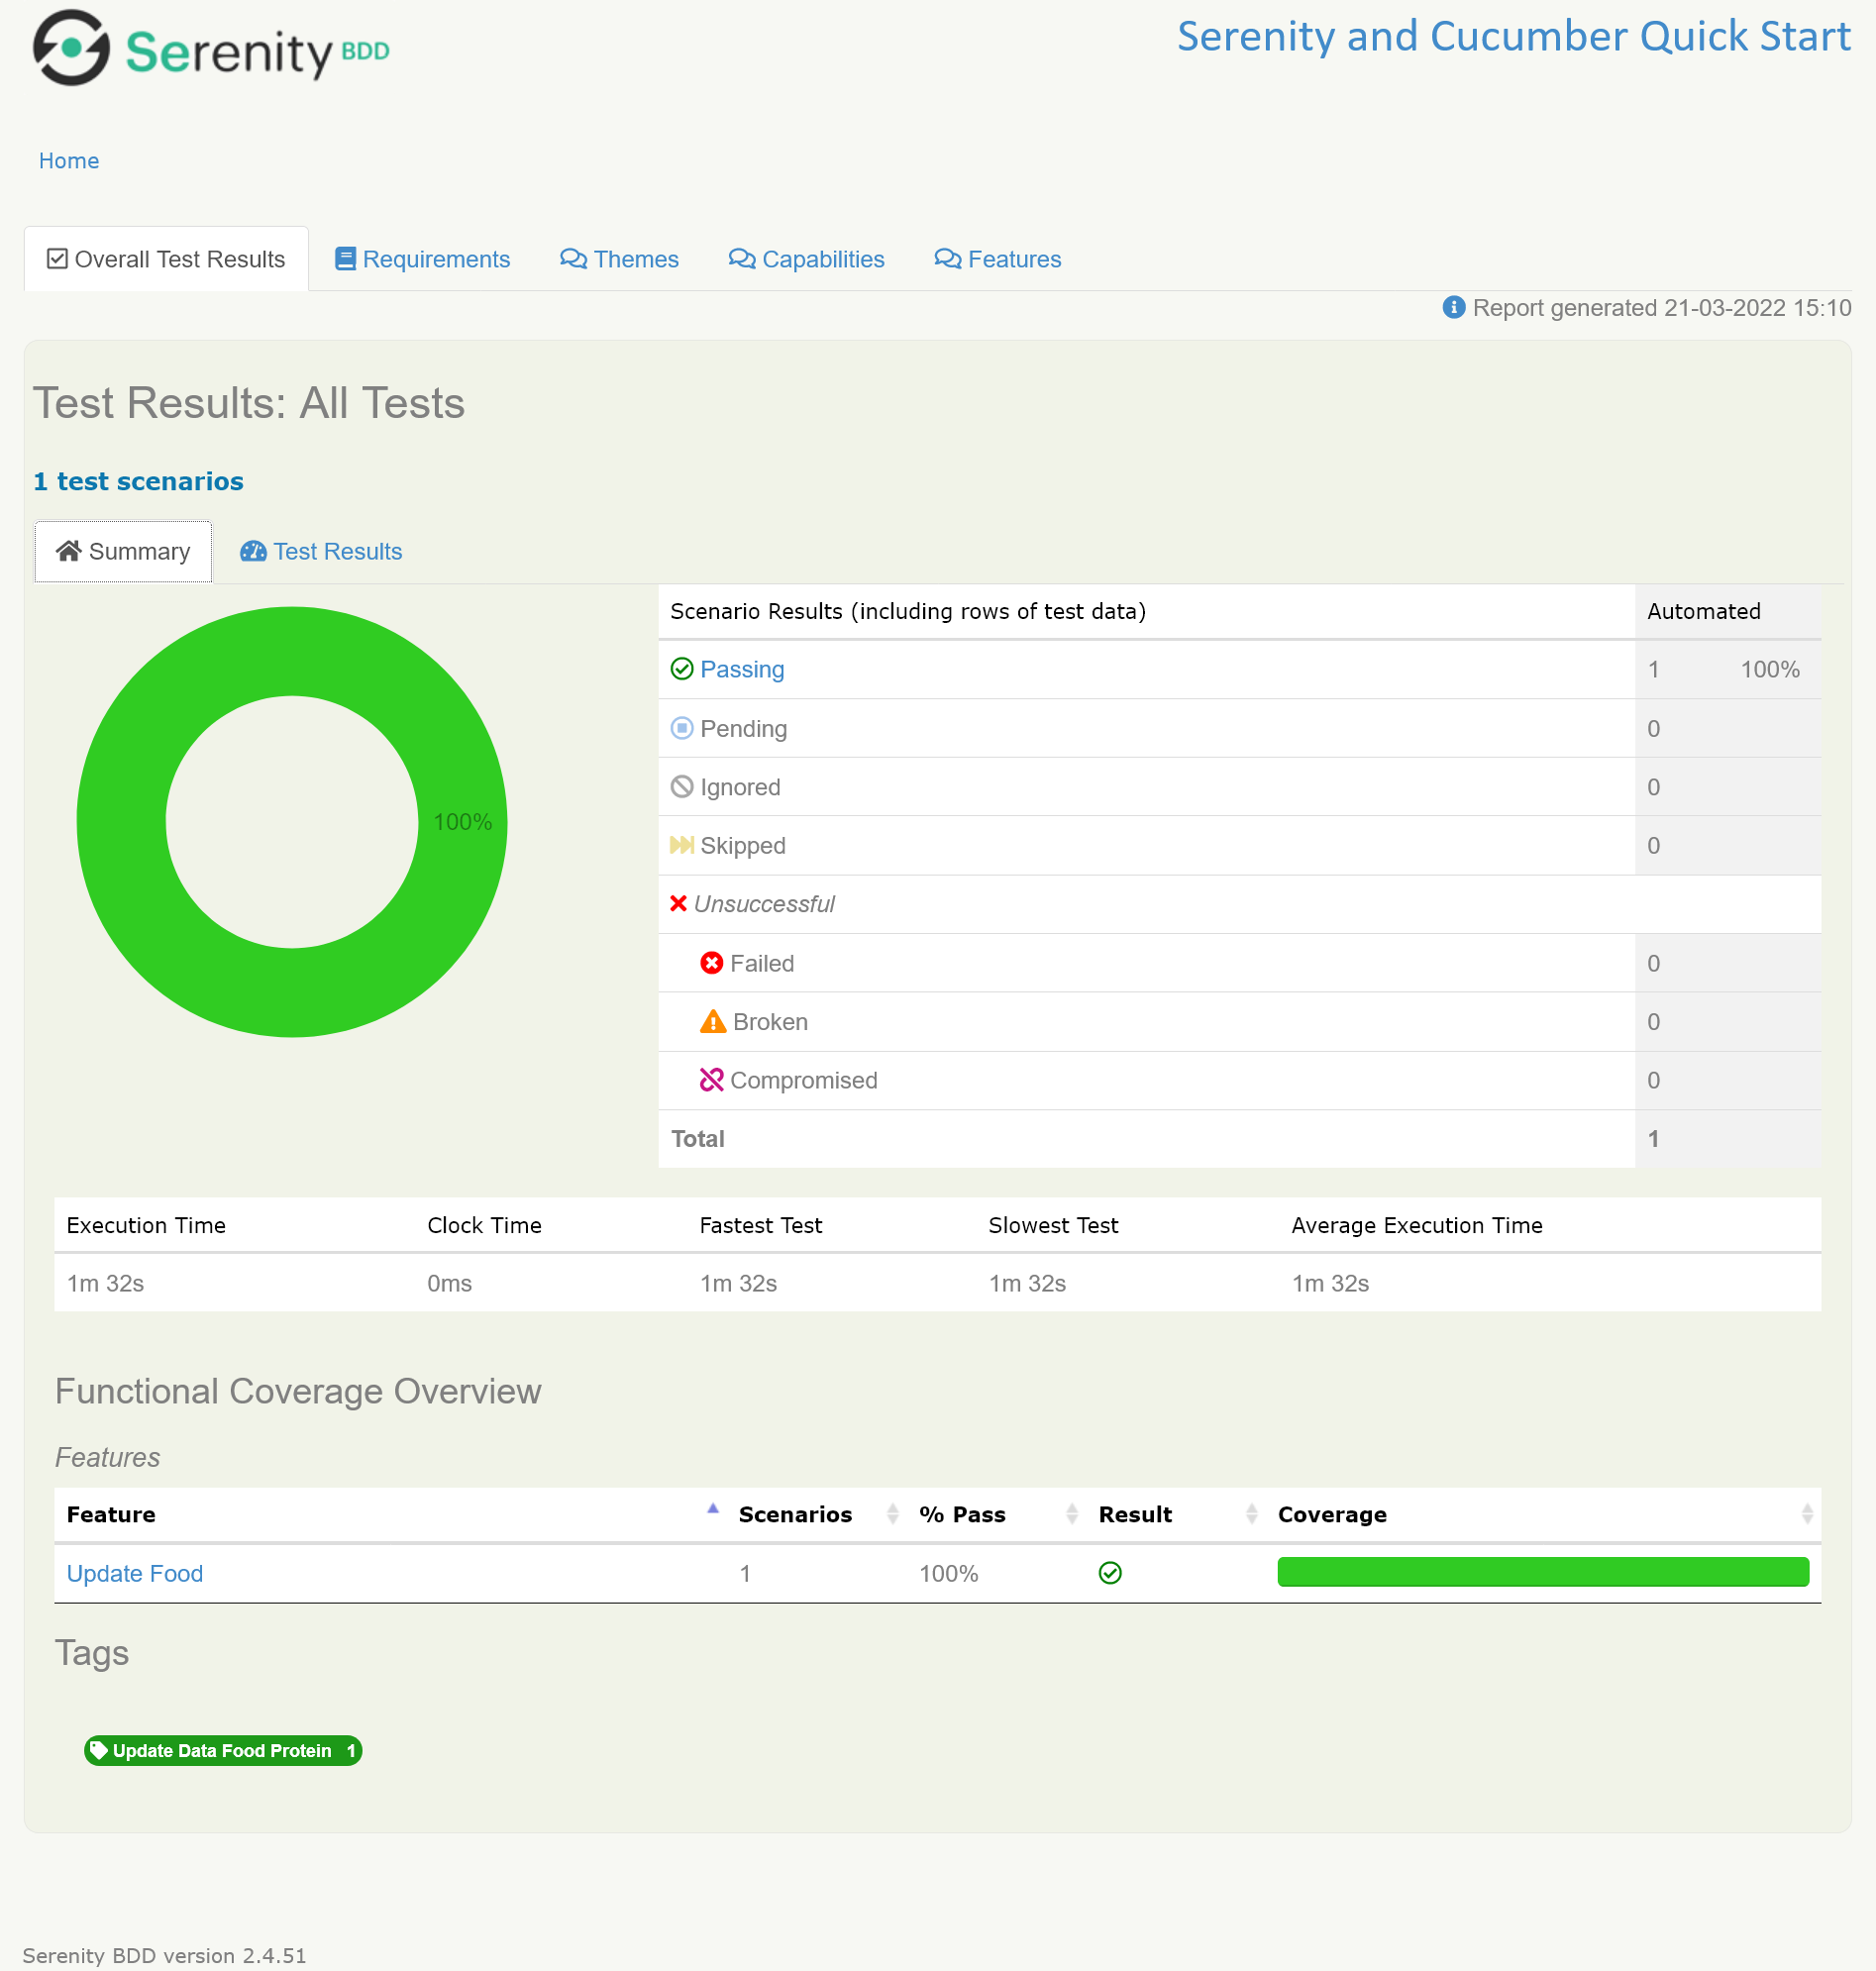 Serenity BDD
Serenity and Cucumber Quick Start
Home
Overall Test Results Requirements Themes Capabilities Features
Report generated 21-03-2022 15:10
Test Results: All Tests
1 test scenarios
Summary Test Results
100%
Scenario Results (including rows of test data) Automated
Passing 1 100%
Pending 0
Ignored 0
Skipped 0
Unsuccessful
Failed 0
Broken 0
Compromised 0
Total 1
Execution Time Clock Time Fastest Test Slowest Test Average Execution Time
1m 32s 0ms 1m 32s 1m 32s 1m 32s
Functional Coverage Overview
Features
Feature Scenarios % Pass Result Coverage
Update Food 1 100%
Tags
Update Data Food Protein 1
Serenity BDD version 2.4.51